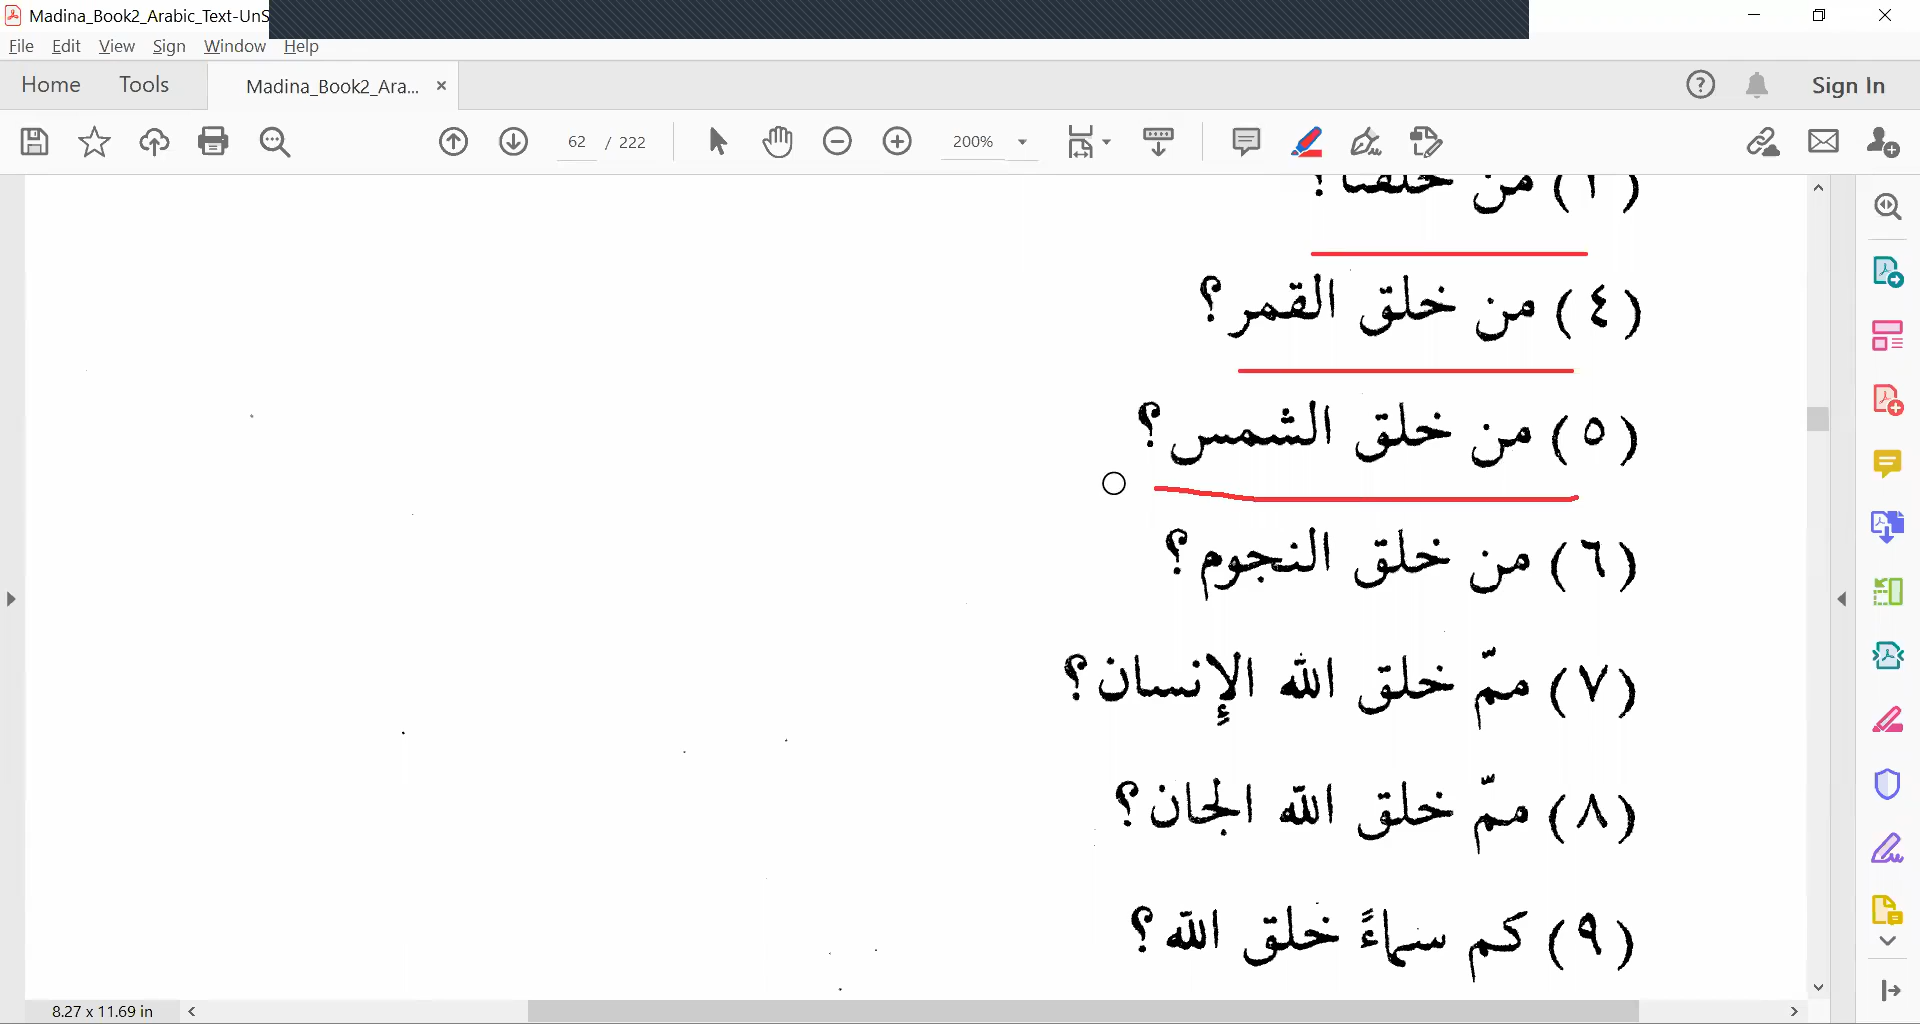 Madina_Book2_Arabic_Text-UnS
File Edit View Sign Window Help
Home Tools Madina_Book2_Ara... × Sign In
62 / 222 200%
من خلقنا؟
(٤) من خلق القمر؟
(٥) من خلق الشمس؟
(٦) من خلق النجوم؟
(٧) ممّ خلق الله الإنسان؟
(٨) ممّ خلق الله الجان؟
(٩) كم سماءً خلق الله؟
8.27 x 11.69 in